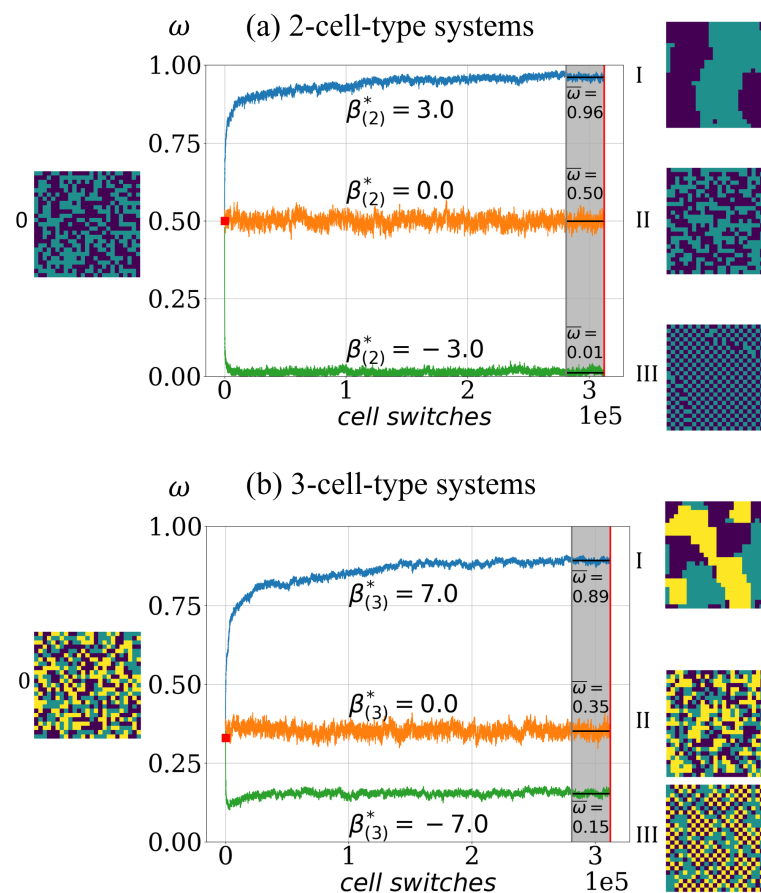 ω (a) 2-cell-type systems
1.00
0.75
0.50
0.25
0.00
β*(2) = 3.0
β*(2) = 0.0
β*(2) = − 3.0
ω̅ =
0.96
ω̅ =
0.50
ω̅ =
0.01
I
II
III
0
0 1 2 3
cell switches 1e5
ω (b) 3-cell-type systems
1.00
0.75
0.50
0.25
0.00
β*(3) = 7.0
β*(3) = 0.0
β*(3) = − 7.0
ω̅ =
0.89
ω̅ =
0.35
ω̅ =
0.15
I
II
III
0
0 1 2 3
cell switches 1e5